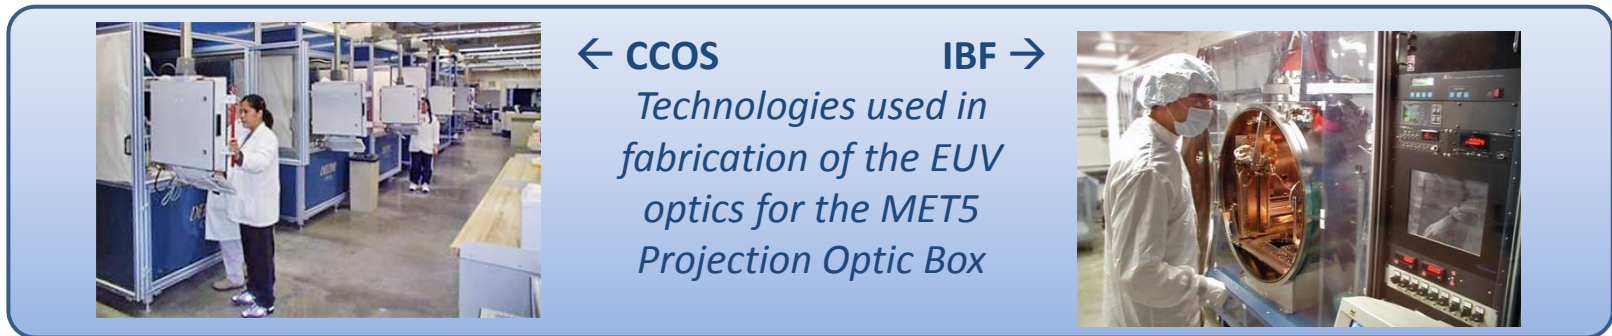 ← CCOS IBF →
Technologies used in
fabrication of the EUV
optics for the MET5
Projection Optic Box